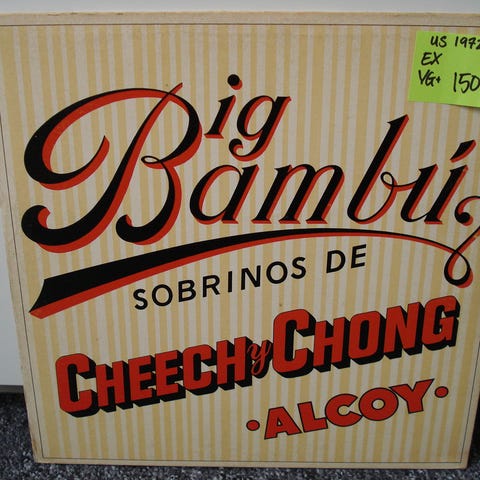 US 1972
EX
VG+ 150
Big
Bambú
SOBRINOS DE
CHEECH y CHONG
·ALCOY·